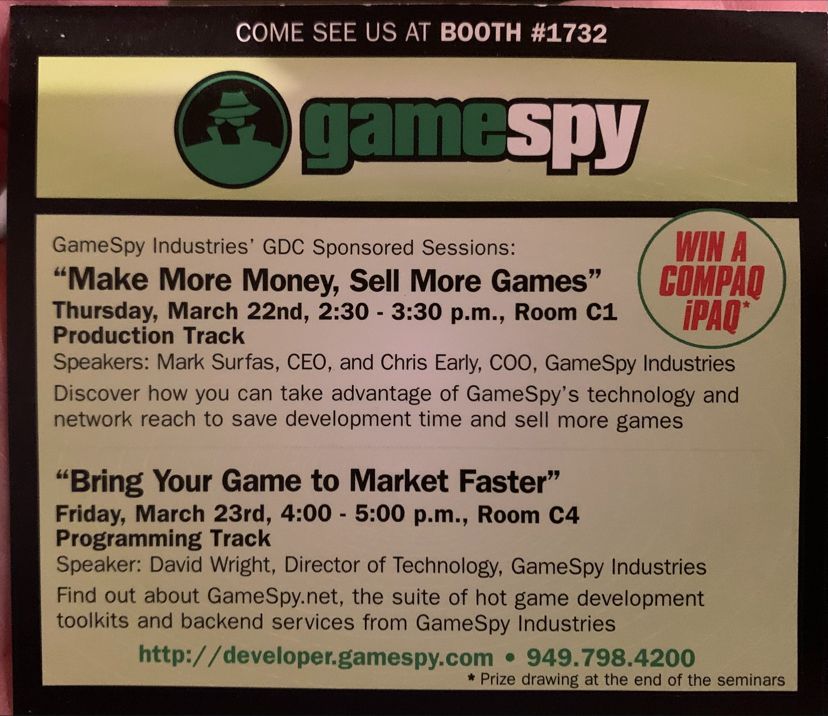 COME SEE US AT BOOTH #1732
gamespy
GameSpy Industries' GDC Sponsored Sessions:
WIN A
COMPAQ
iPAQ*
“Make More Money, Sell More Games”
Thursday, March 22nd, 2:30 - 3:30 p.m., Room C1
Production Track
Speakers: Mark Surfas, CEO, and Chris Early, COO, GameSpy Industries
Discover how you can take advantage of GameSpy's technology and
network reach to save development time and sell more games
“Bring Your Game to Market Faster”
Friday, March 23rd, 4:00 - 5:00 p.m., Room C4
Programming Track
Speaker: David Wright, Director of Technology, GameSpy Industries
Find out about GameSpy.net, the suite of hot game development
toolkits and backend services from GameSpy Industries
http://developer.gamespy.com • 949.798.4200
* Prize drawing at the end of the seminars